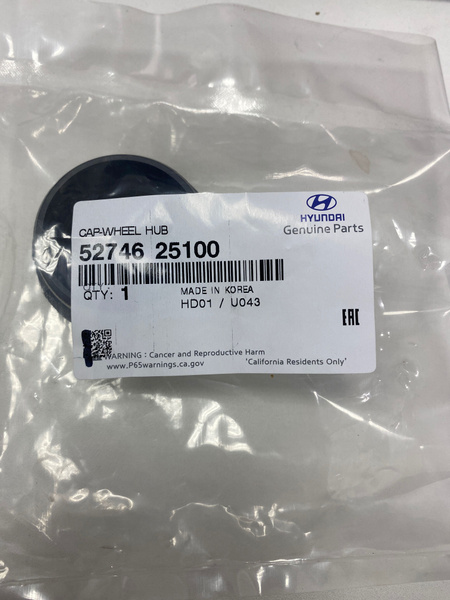 HYUNDAI
Genuine Parts
CAP-WHEEL HUB
52746 25100
QTY: 1
MADE IN KOREA
HD01 / U043
EAC
WARNING : Cancer and Reproductive Harm
www.P65warnings.ca.gov
'California Residents Only'